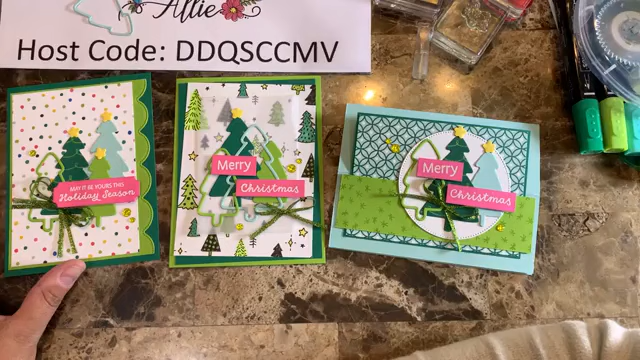 Allie
Host Code: DDQSCCMV
MAY IT BE YOURS THIS
Holiday Season
Merry
Christmas
Merry
Christmas